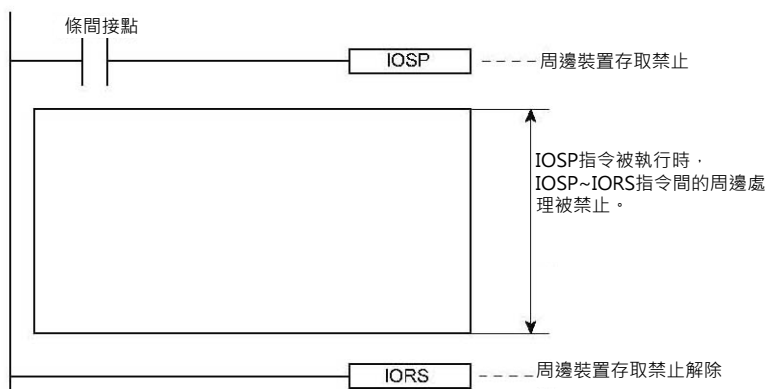 條間接點
IOSP
周邊裝置存取禁止
IOSP指令被執行時，
IOSP~IORS指令間的周邊處
理被禁止。
IORS
周邊裝置存取禁止解除